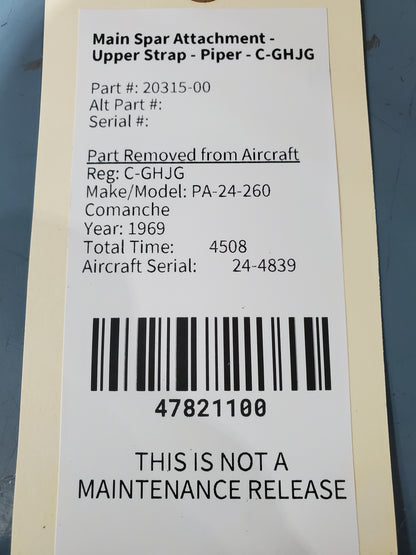 Main Spar Attachment -
Upper Strap - Piper - C-GHJG
Part #: 20315-00
Alt Part #:
Serial #:
Part Removed from Aircraft
Reg: C-GHJG
Make/Model: PA-24-260
Comanche
Year: 1969
Total Time: 4508
Aircraft Serial: 24-4839
47821100
THIS IS NOT A
MAINTENANCE RELEASE